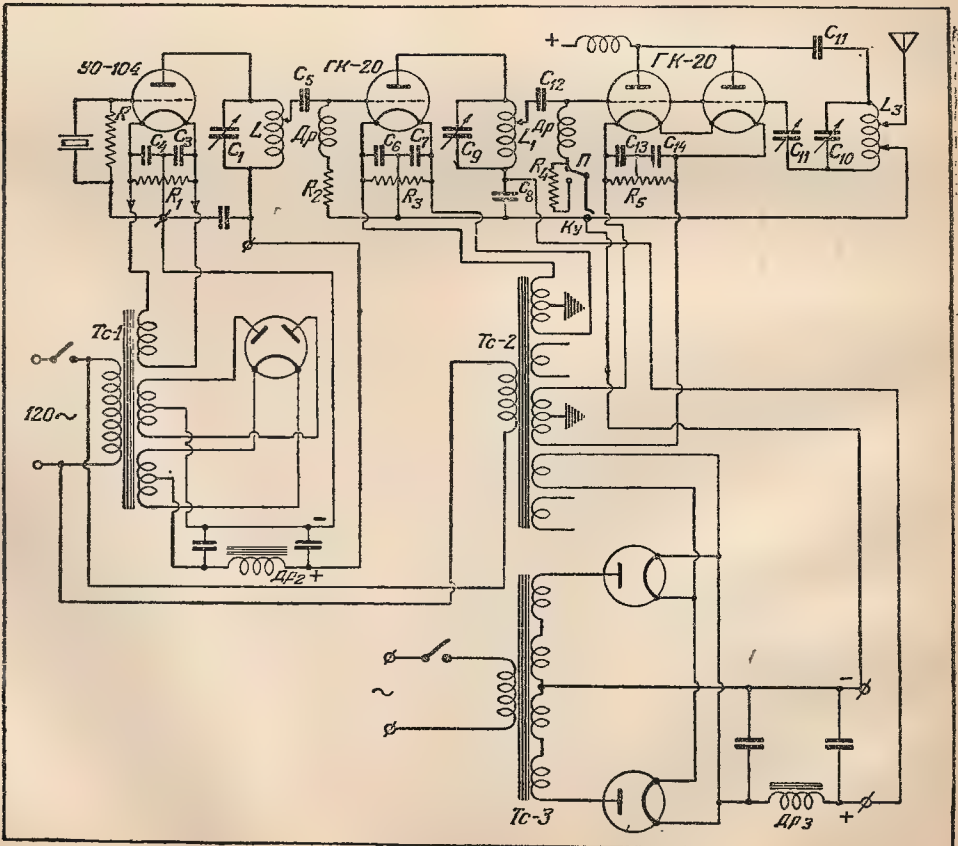 УО-104
ГК-20
ГК-20
+
C11
R
C4
C3
C1
L
C5
Др
C6
C7
C9
L1
C12
Др
R4
П
C13
C14
C11
C10
L3
R1
R2
R3
C8
R5
Ку
Тс-1
Тс-2
120~
-
Др2
+
~
-
Тс-3
Др3
+